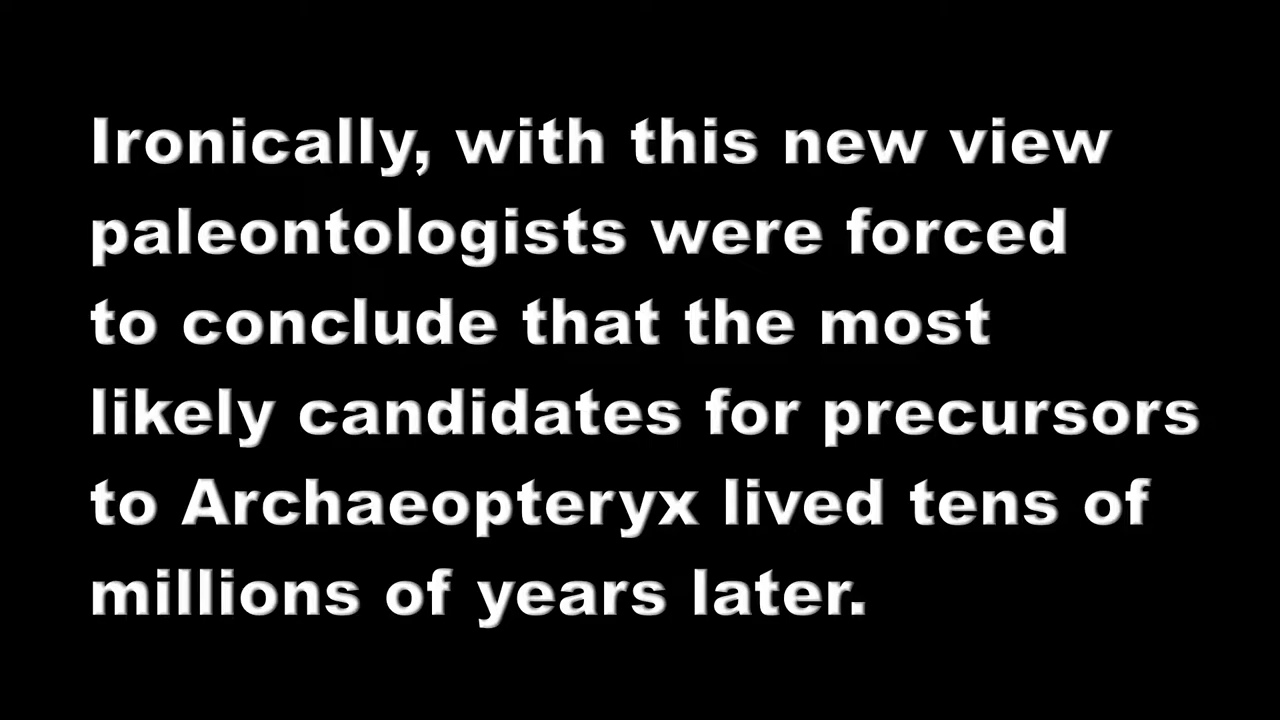 Ironically, with this new view
paleontologists were forced
to conclude that the most
likely candidates for precursors
to Archaeopteryx lived tens of
millions of years later.